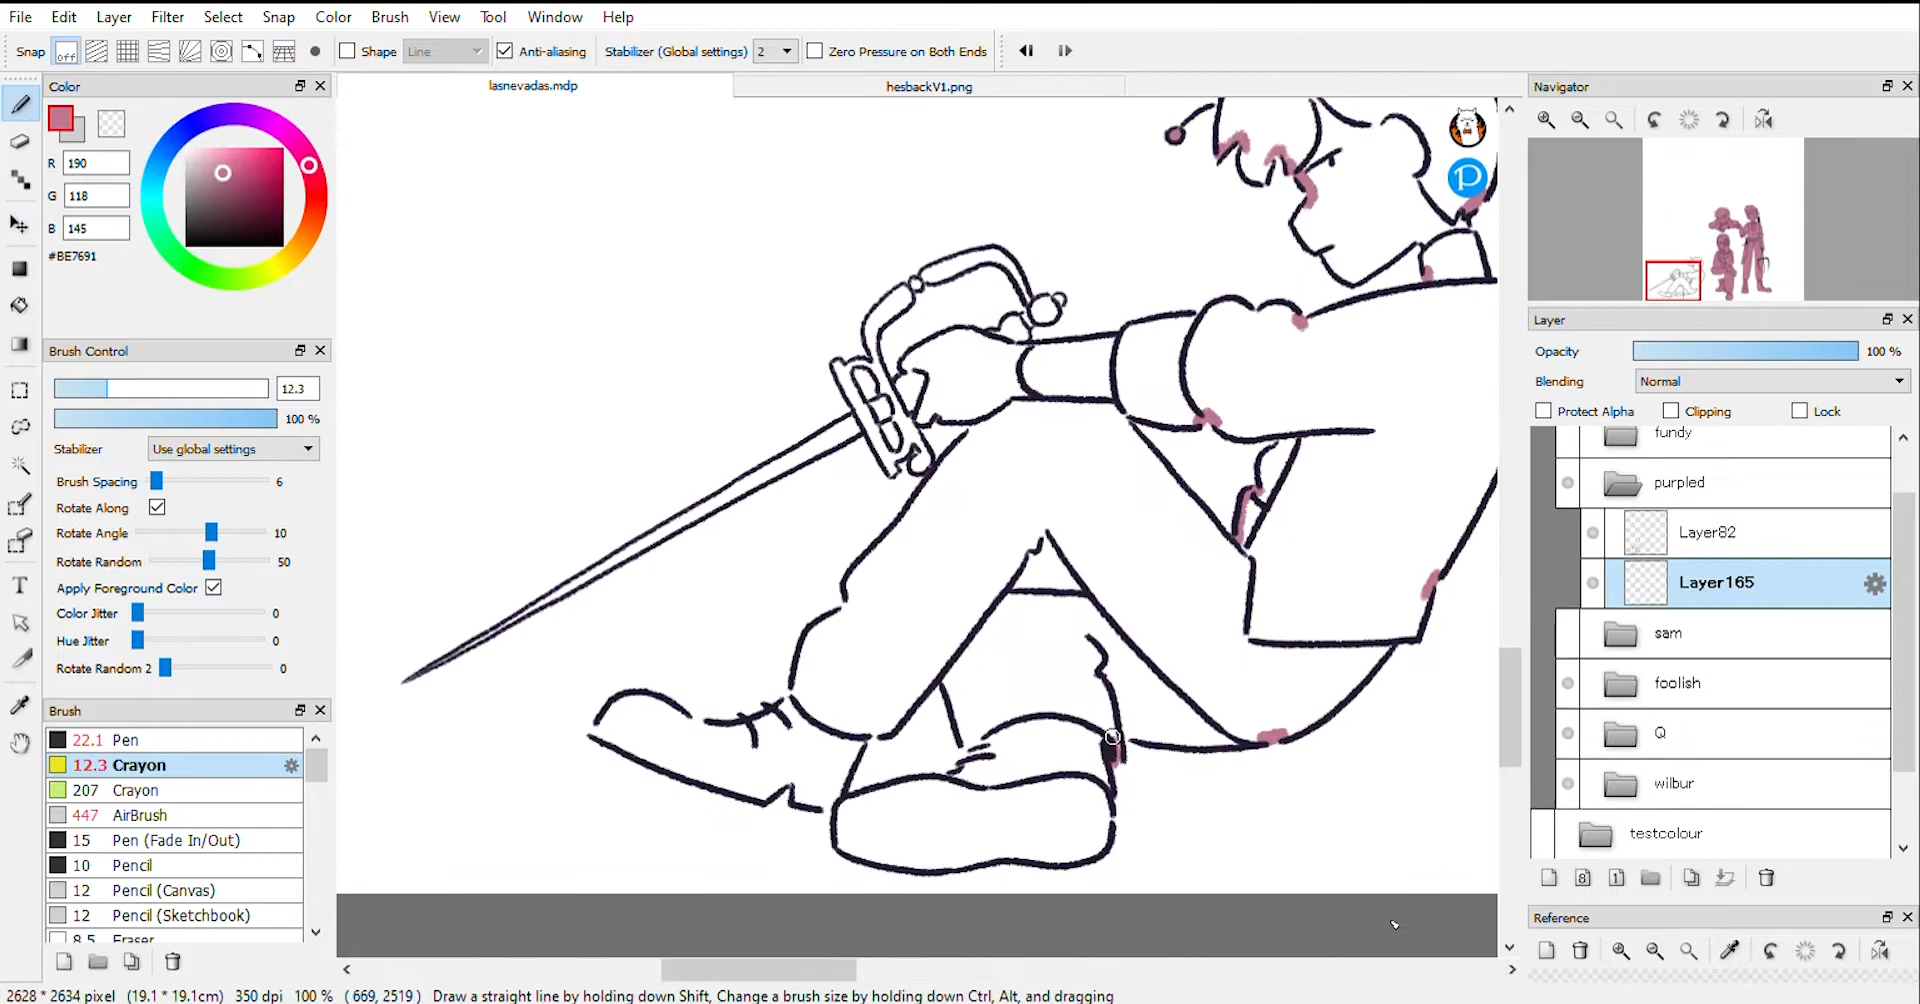 File Edit Layer Filter Select Snap Color Brush View Tool Window Help
Snap off Shape Line Anti-aliasing Stabilizer (Global settings) 2 Zero Pressure on Both Ends
Color
R 190
G 118
B 145
#BE7691
Brush Control
12.3
100 %
Stabilizer Use global settings
Brush Spacing 6
Rotate Along
Rotate Angle 10
Rotate Random 50
Apply Foreground Color
Color Jitter 0
Hue Jitter 0
Rotate Random 2 0
Brush
22.1 Pen
12.3 Crayon
207 Crayon
447 AirBrush
15 Pen (Fade In/Out)
10 Pencil
12 Pencil (Canvas)
12 Pencil (Sketchbook)
8.5 Eraser
lasnevadas.mdp
hesbackV1.png
P
Navigator
Layer
Opacity 100 %
Blending Normal
Protect Alpha Clipping Lock
fundy
purpled
Layer82
Layer165
sam
foolish
Q
wilbur
testcolour
8 1
Reference
2628 * 2634 pixel (19.1 * 19.1cm) 350 dpi 100 % ( 669, 2519 ) Draw a straight line by holding down Shift, Change a brush size by holding down Ctrl, Alt, and dragging